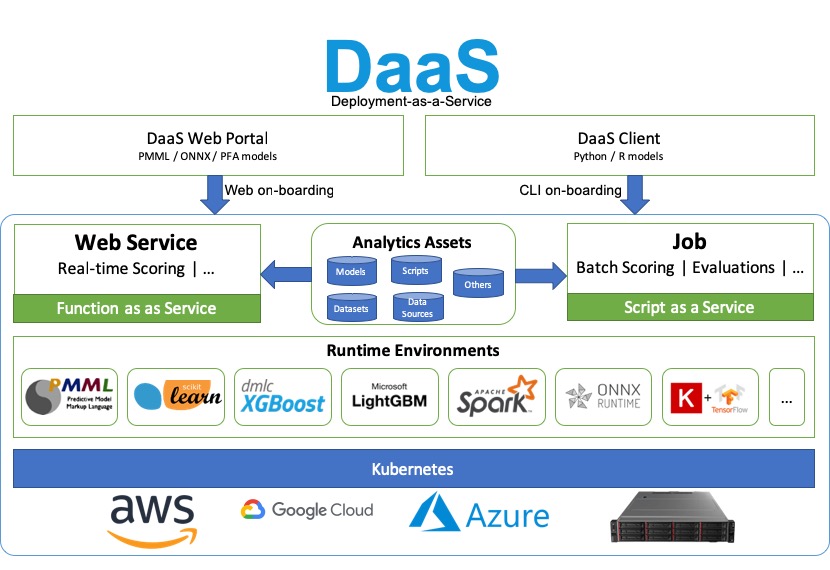 DaaS
Deployment-as-a-Service
DaaS Web Portal
PMML / ONNX / PFA models
DaaS Client
Python / R models
Web on-boarding
CLI on-boarding
Web Service
Real-time Scoring | ...
Function as as Service
Analytics Assets
Models
Scripts
Others
Datasets
Data
Sources
Job
Batch Scoring | Evaluations | ...
Script as a Service
Runtime Environments
PMML
Predictive Model
Markup Language
scikit
learn
dmlc
XGBoost
Microsoft
LightGBM
APACHE
Spark
ONNX
RUNTIME
K + TensorFlow
...
Kubernetes
aws
Google Cloud
Azure